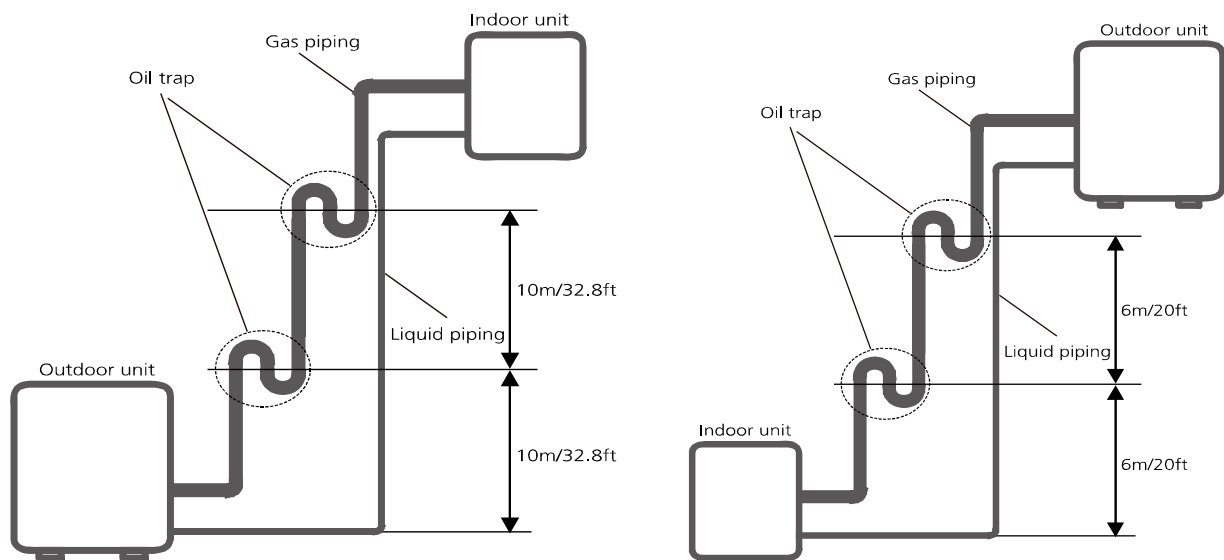 Indoor unit
Gas piping
Oil trap
10m/32.8ft
Liquid piping
Outdoor unit
10m/32.8ft
Outdoor unit
Gas piping
Oil trap
6m/20ft
Liquid piping
Indoor unit
6m/20ft